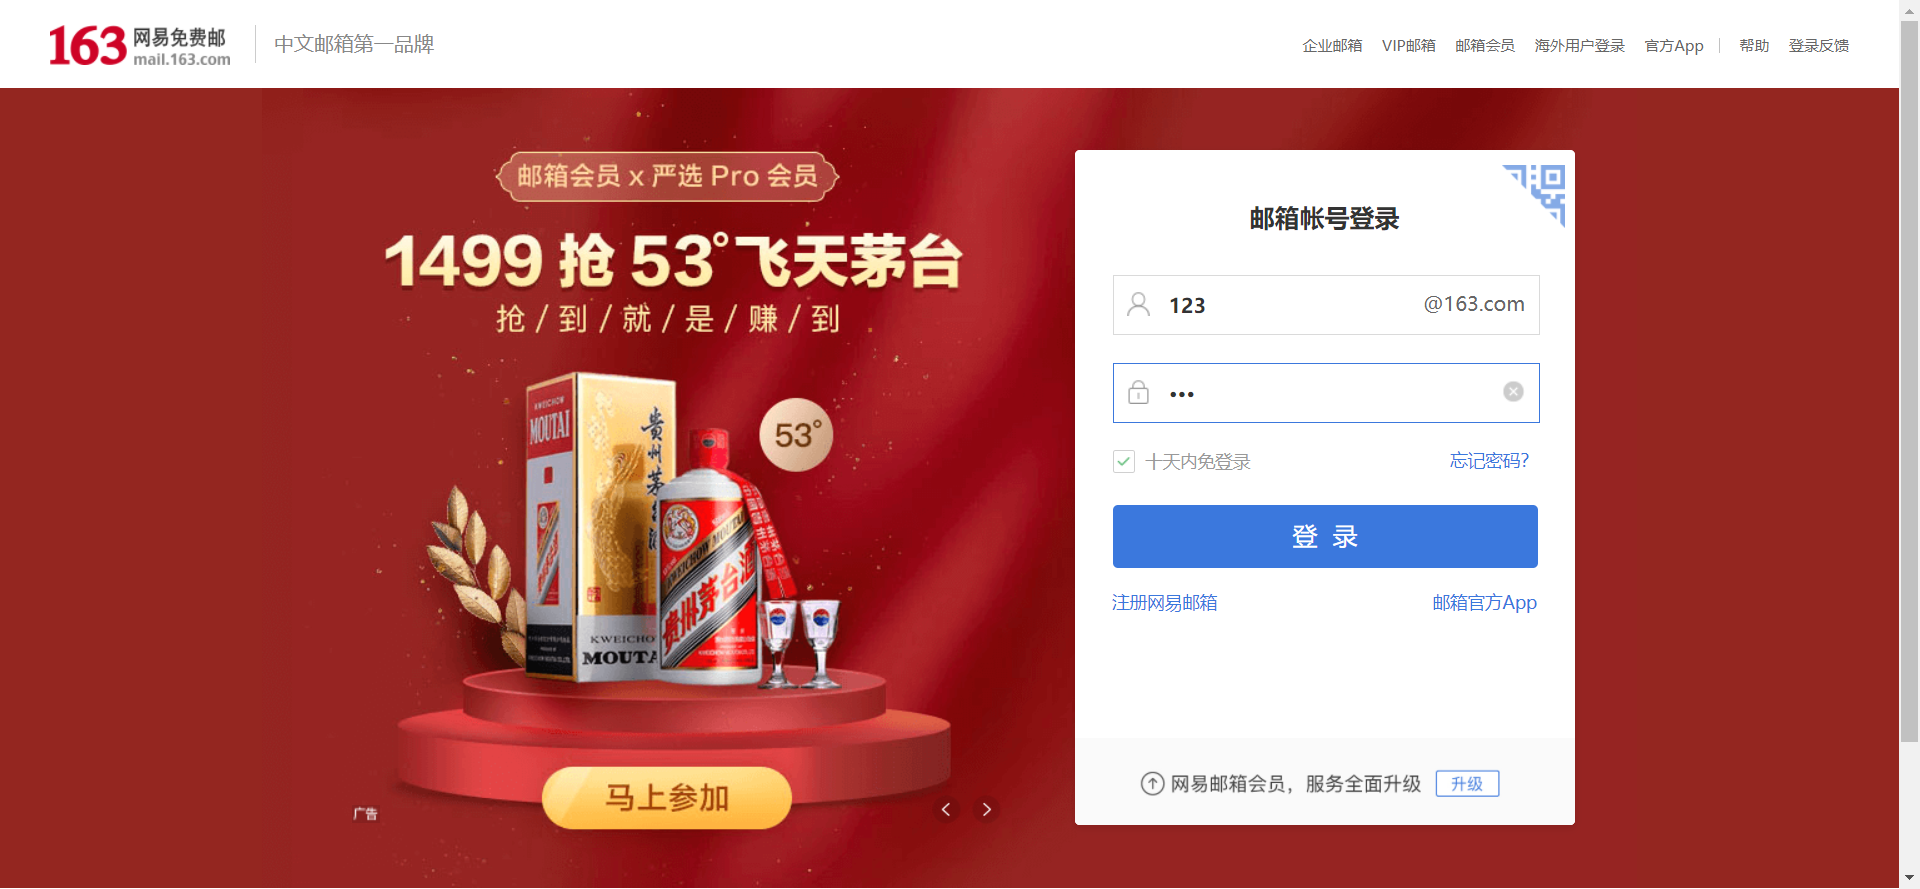 163 网易免费邮
mail.163.com
中文邮箱第一品牌
企业邮箱 VIP邮箱 邮箱会员 海外用户登录 官方App 帮助 登录反馈
邮箱会员 x 严选 Pro 会员
1499 抢 53°飞天茅台
抢 / 到 / 就 / 是 / 赚 / 到
53°
KWEICHOW
MOUTAI
贵州茅台酒
KWEICHOW MOUTAI
贵州茅台酒
KWEICHO
MOUTA
马上参加
广告
邮箱帐号登录
123 @163.com
•••
十天内免登录 忘记密码?
登 录
注册网易邮箱 邮箱官方App
网易邮箱会员，服务全面升级 升级